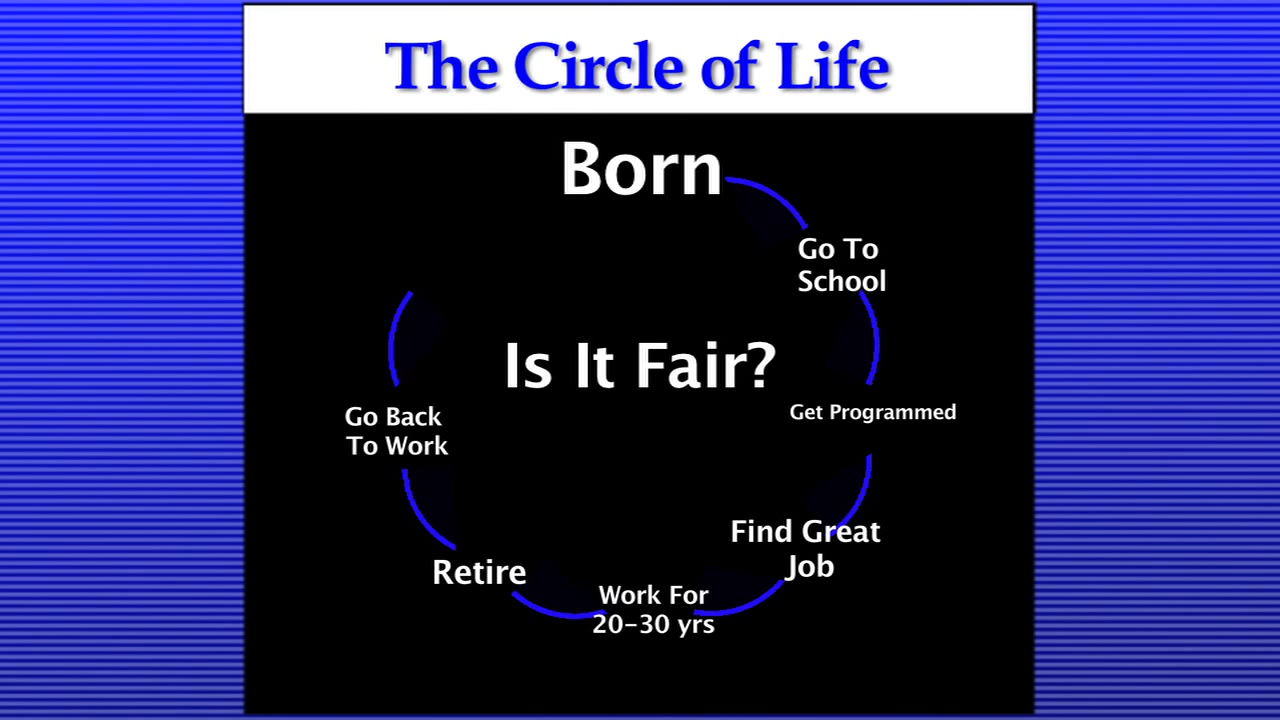 The Circle of Life
Born
Go To
School
Is It Fair?
Get Programmed
Go Back
To Work
Find Great
Job
Retire
Work For
20-30 yrs